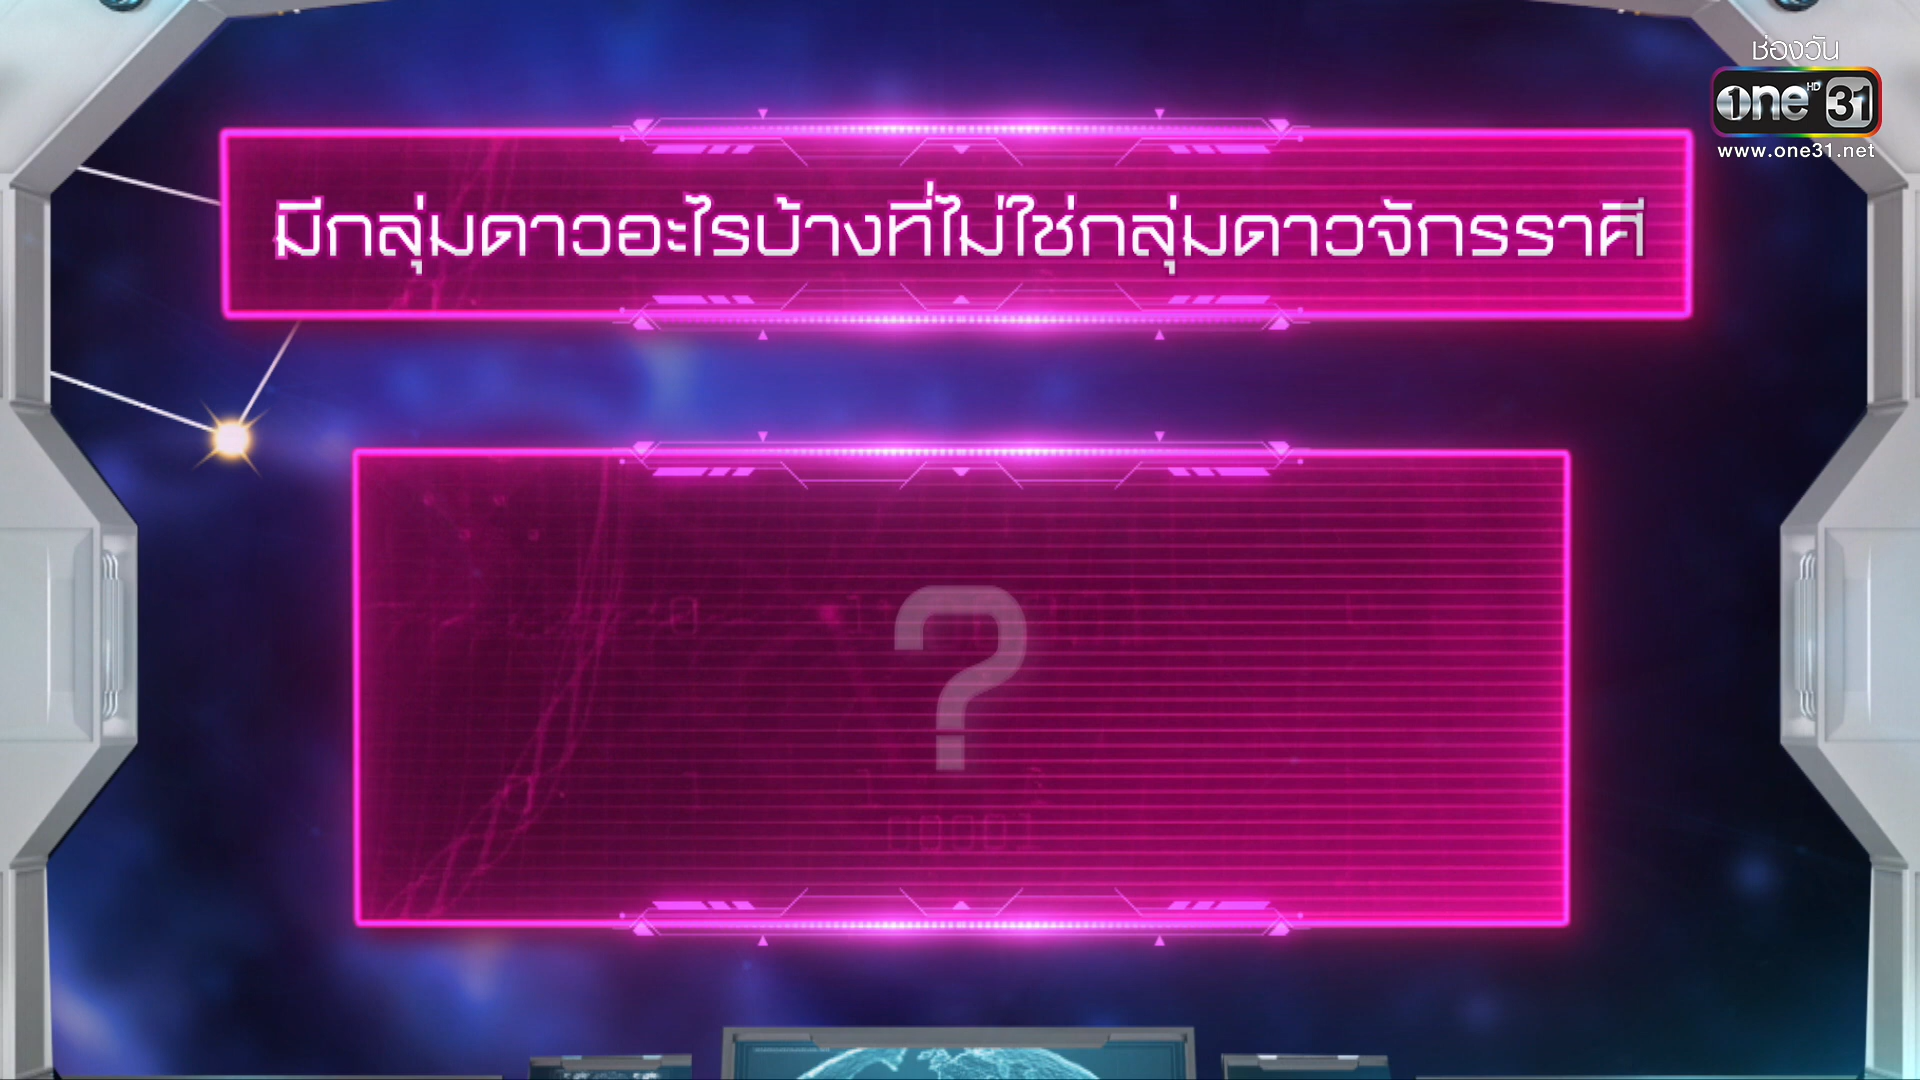 ช่องวัน
one HD 31
www.one31.net
มีกลุ่มดาวอะไรบ้างที่ไม่ใช่กลุ่มดาวจักรราศี
?
00001